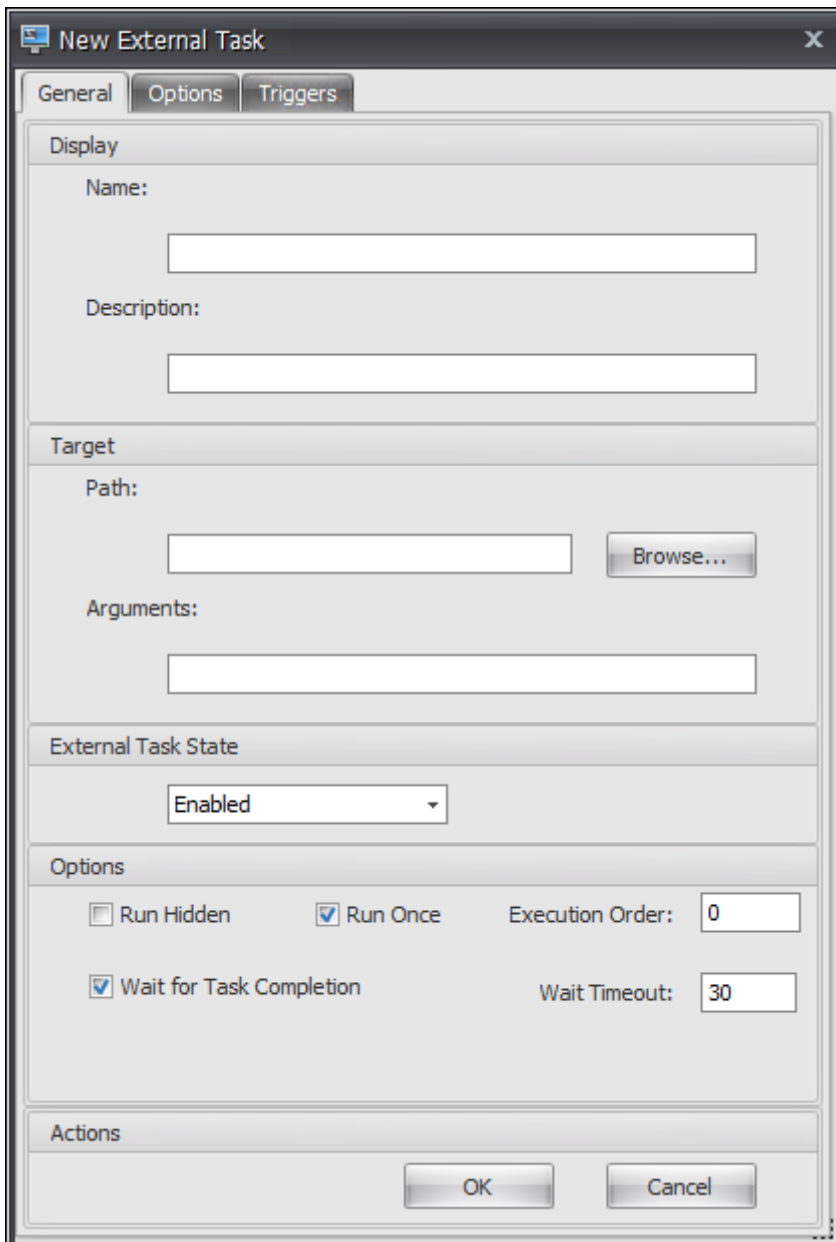 New External Task x
General Options Triggers
Display
Name:
Description:
Target
Path:
Browse...
Arguments:
External Task State
Enabled
Options
Run Hidden Run Once Execution Order: 0
Wait for Task Completion Wait Timeout: 30
Actions
OK Cancel